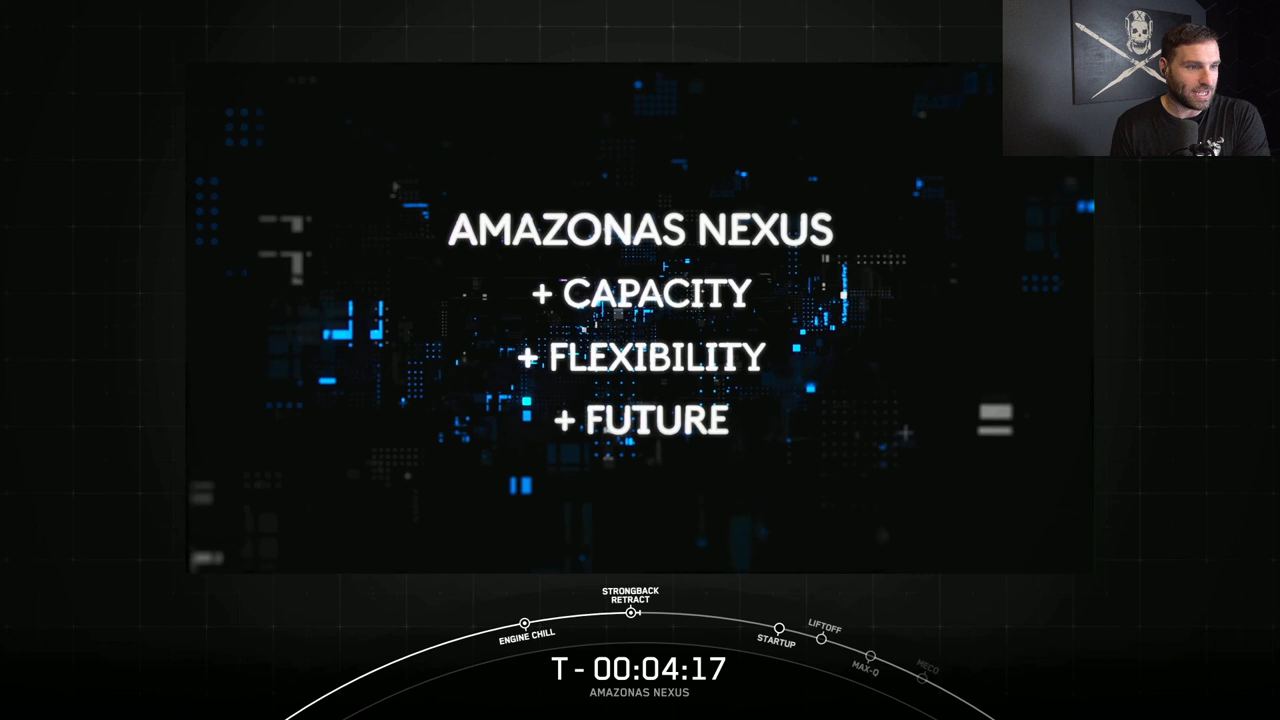 AMAZONAS NEXUS
+ CAPACITY
+ FLEXIBILITY
+ FUTURE
STRONGBACK
RETRACT
ENGINE CHILL
STARTUP
LIFTOFF
MAX-Q
MECO
T - 00:04:17
AMAZONAS NEXUS